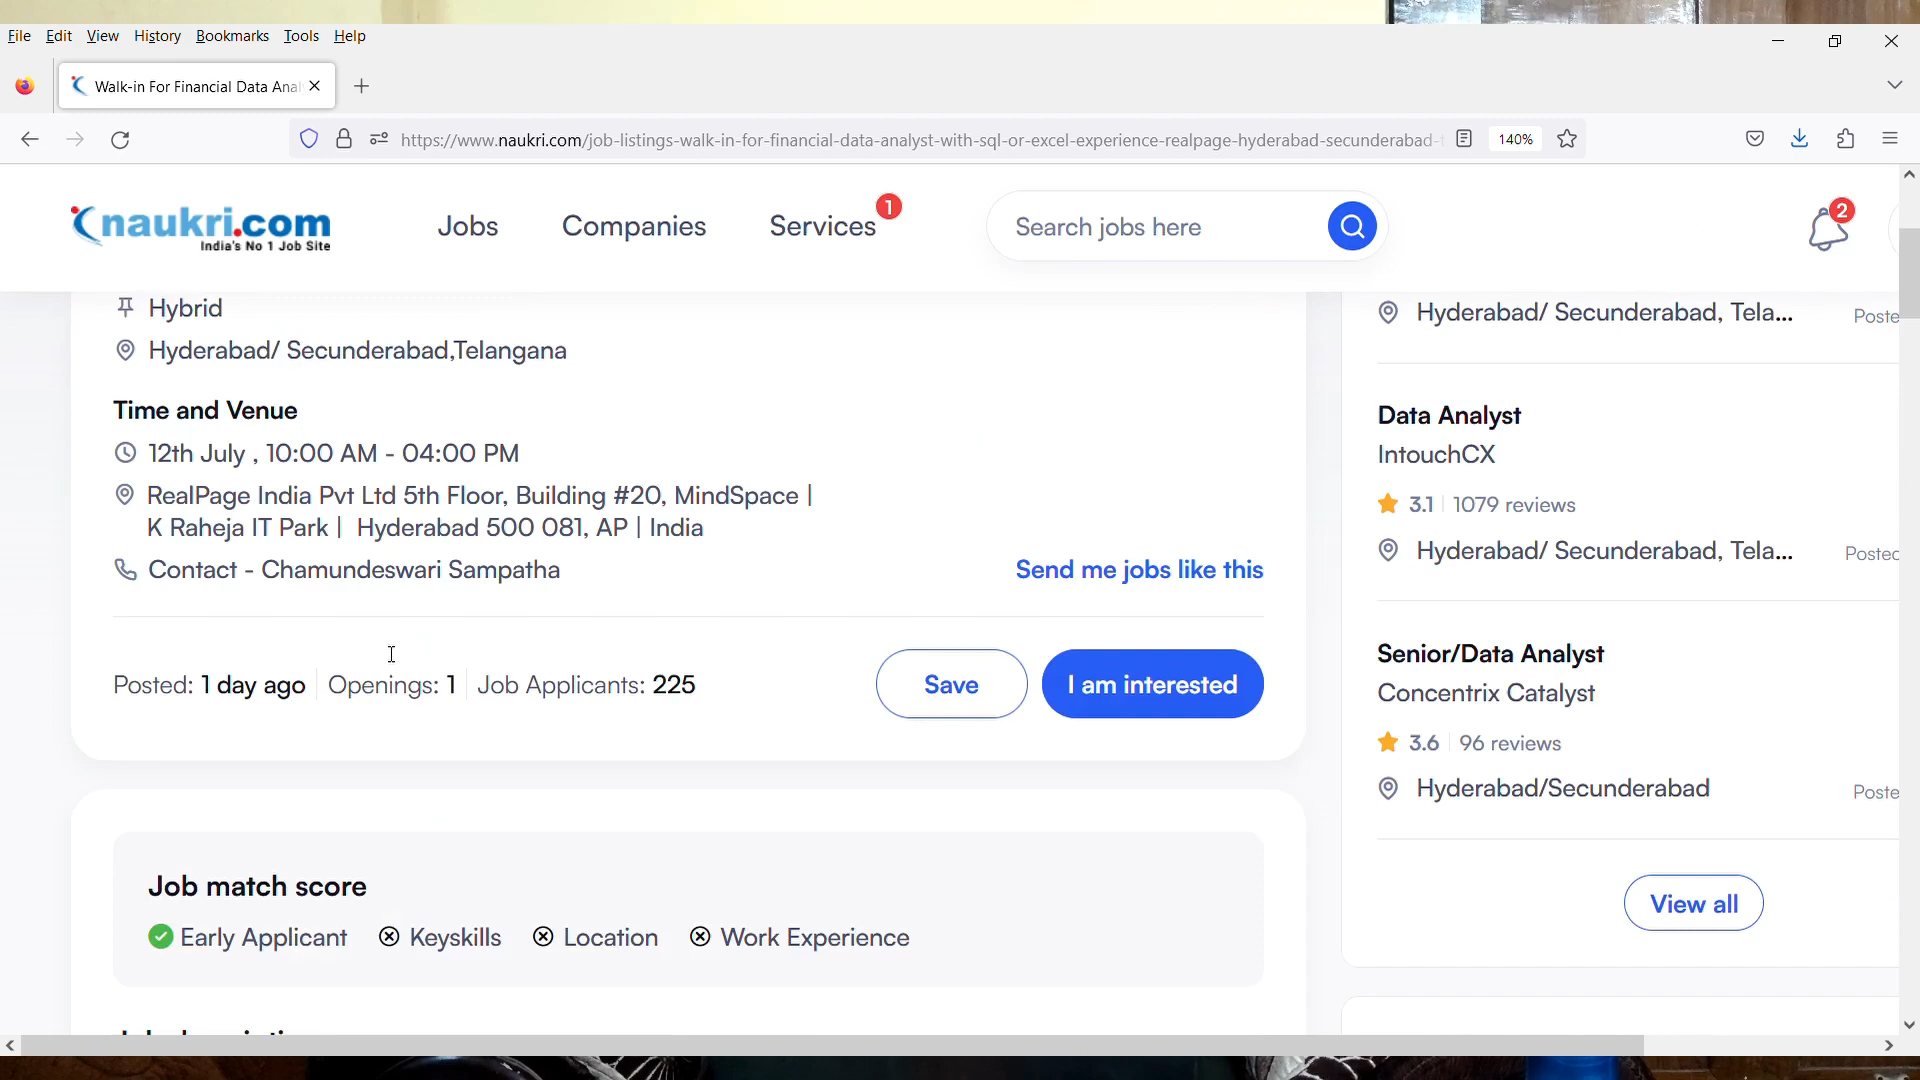 File Edit View History Bookmarks Tools Help
Walk-in For Financial Data Anal
https://www.naukri.com/job-listings-walk-in-for-financial-data-analyst-with-sql-or-excel-experience-realpage-hyderabad-secunderabad-
140%
naukri.com
India's No 1 Job Site
Jobs
Companies
Services
1
Search jobs here
2
Hybrid
Hyderabad/ Secunderabad,Telangana
Time and Venue
12th July , 10:00 AM - 04:00 PM
RealPage India Pvt Ltd 5th Floor, Building #20, MindSpace |
K Raheja IT Park | Hyderabad 500 081, AP | India
Contact - Chamundeswari Sampatha
Send me jobs like this
Posted: 1 day ago
Openings: 1
Job Applicants: 225
Save
I am interested
Job match score
Early Applicant
Keyskills
Location
Work Experience
Hyderabad/ Secunderabad, Tela...
Poste
Data Analyst
IntouchCX
3.1
1079 reviews
Hyderabad/ Secunderabad, Tela...
Posted
Senior/Data Analyst
Concentrix Catalyst
3.6
96 reviews
Hyderabad/Secunderabad
Poste
View all